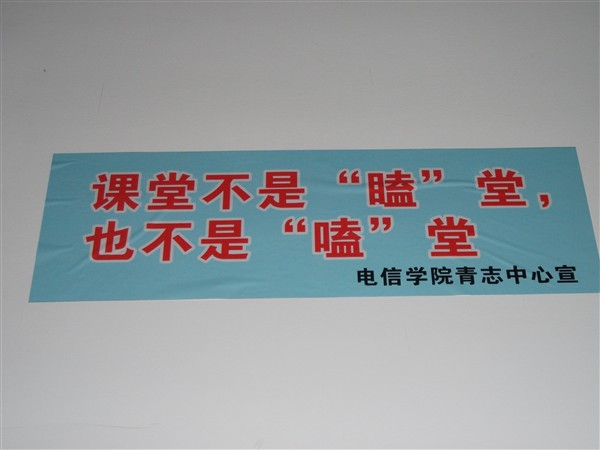 课堂不是“瞌”堂，
也不是“嗑”堂
电信学院青志中心宣